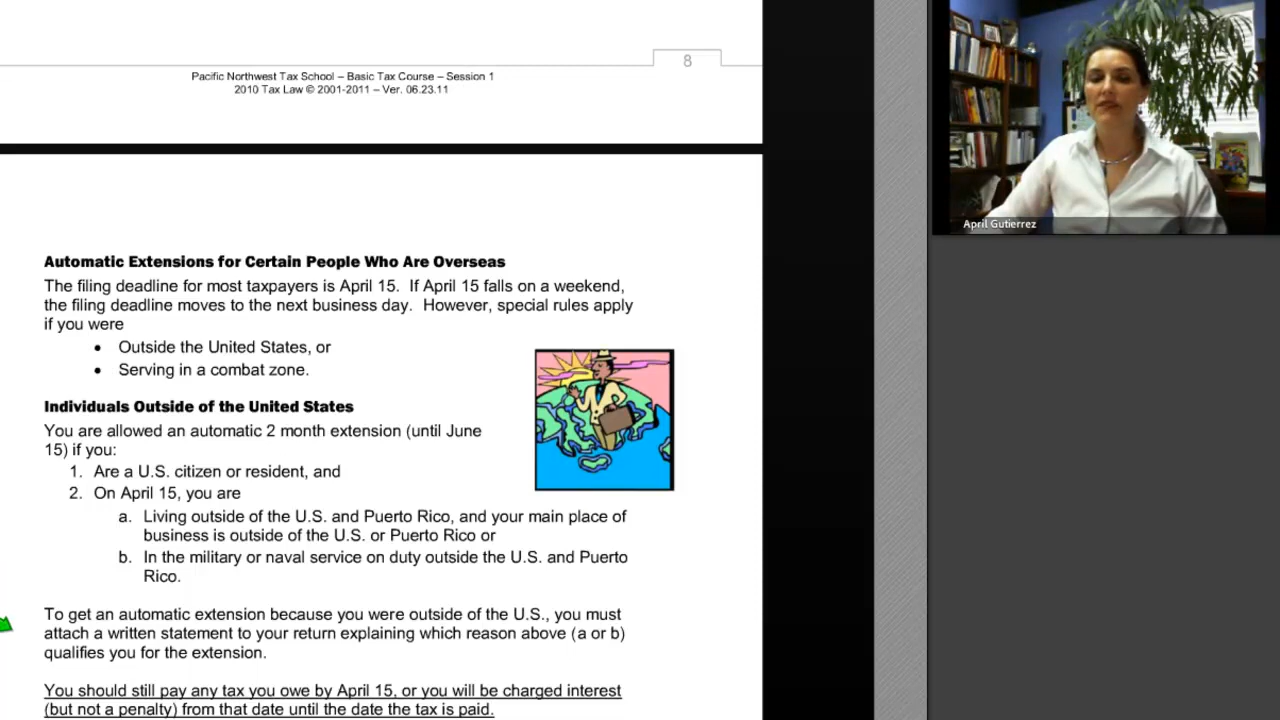 8
Pacific Northwest Tax School – Basic Tax Course – Session 1
2010 Tax Law © 2001-2011 – Ver. 06.23.11
Automatic Extensions for Certain People Who Are Overseas
The filing deadline for most taxpayers is April 15.  If April 15 falls on a weekend,
the filing deadline moves to the next business day.  However, special rules apply
if you were
• Outside the United States, or
• Serving in a combat zone.
Individuals Outside of the United States
You are allowed an automatic 2 month extension (until June
15) if you:
1. Are a U.S. citizen or resident, and
2. On April 15, you are
a. Living outside of the U.S. and Puerto Rico, and your main place of
business is outside of the U.S. or Puerto Rico or
b. In the military or naval service on duty outside the U.S. and Puerto
Rico.
To get an automatic extension because you were outside of the U.S., you must
attach a written statement to your return explaining which reason above (a or b)
qualifies you for the extension.
You should still pay any tax you owe by April 15, or you will be charged interest
(but not a penalty) from that date until the date the tax is paid.
April Gutierrez